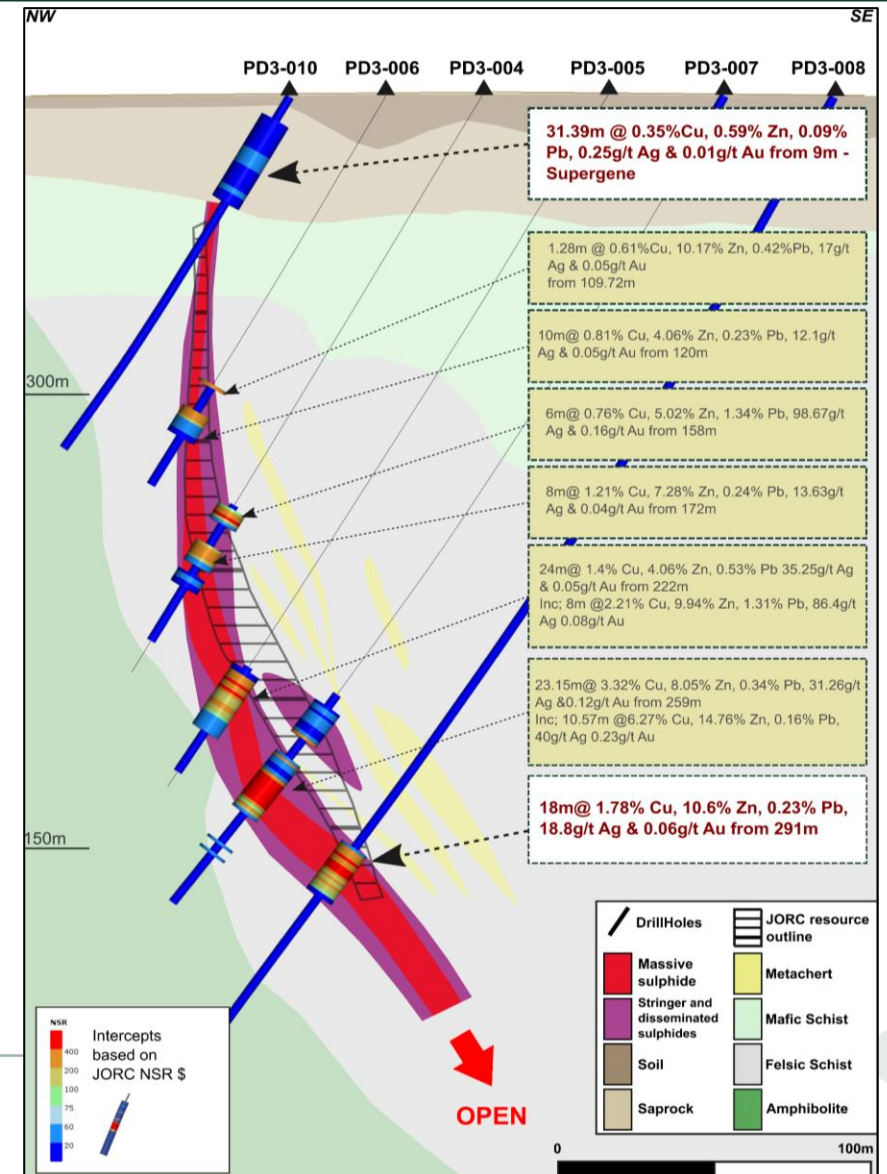 NW
SE
PD3-010
PD3-006
PD3-004
PD3-005
PD3-007
PD3-008
31.39m @ 0.35%Cu, 0.59% Zn, 0.09%
Pb, 0.25g/t Ag & 0.01g/t Au from 9m -
Supergene
1.28m @ 0.61%Cu, 10.17% Zn, 0.42%Pb, 17g/t
Ag & 0.05g/t Au
from 109.72m
10m@ 0.81% Cu, 4.06% Zn, 0.23% Pb, 12.1g/t
Ag & 0.05g/t Au from 120m
300m
6m@ 0.76% Cu, 5.02% Zn, 1.34% Pb, 98.67g/t
Ag & 0.16g/t Au from 158m
8m@ 1.21% Cu, 7.28% Zn, 0.24% Pb, 13.63g/t
Ag & 0.04g/t Au from 172m
24m@ 1.4% Cu, 4.06% Zn, 0.53% Pb 35.25g/t Ag
& 0.05g/t Au from 222m
Inc; 8m @2.21% Cu, 9.94% Zn, 1.31% Pb, 86.4g/t
Ag 0.08g/t Au
23.15m@ 3.32% Cu, 8.05% Zn, 0.34% Pb, 31.26g/t
Ag &0.12g/t Au from 259m
Inc; 10.57m @6.27% Cu, 14.76% Zn, 0.16% Pb,
40g/t Ag 0.23g/t Au
18m@ 1.78% Cu, 10.6% Zn, 0.23% Pb,
18.8g/t Ag & 0.06g/t Au from 291m
150m
DrillHoles
JORC resource
outline
Massive
sulphide
Metachert
Stringer and
disseminated
sulphides
Mafic Schist
Soil
Felsic Schist
Saprock
Amphibolite
NSR
400
200
100
75
60
20
Intercepts
based on
JORC NSR $
OPEN
0
100m